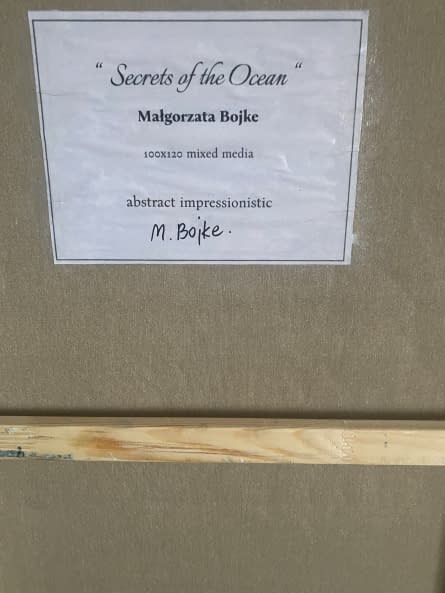 “ Secrets of the Ocean “
Małgorzata Bojke
100x120 mixed media
abstract impressionistic
M. Bojke.